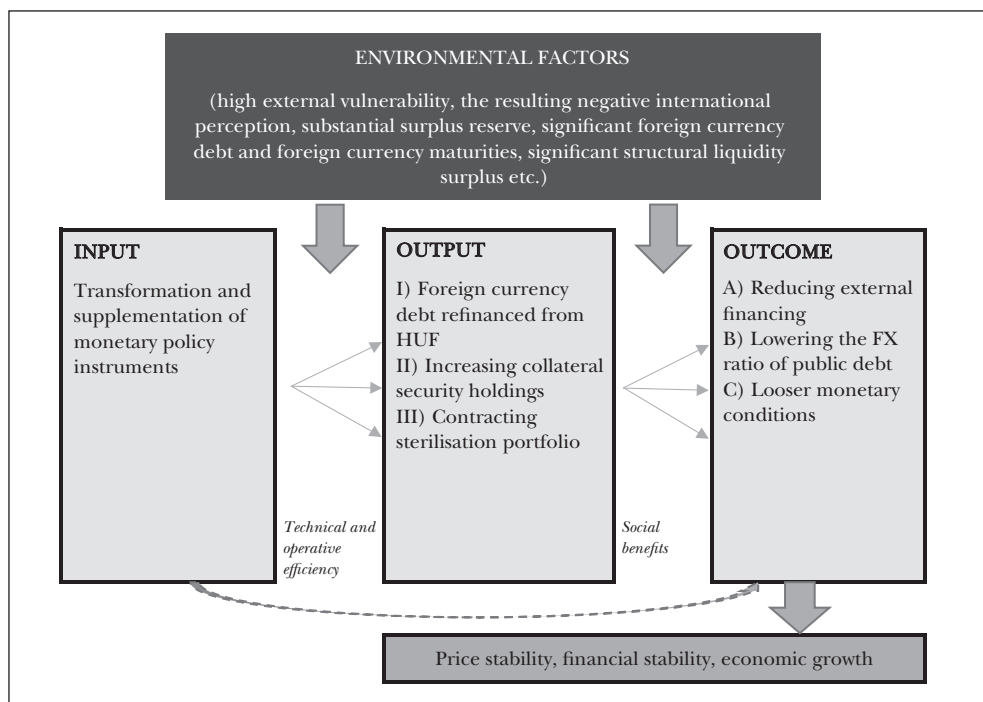 ENVIRONMENTAL FACTORS
(high external vulnerability, the resulting negative international
perception, substantial surplus reserve, significant foreign currency
debt and foreign currency maturities, significant structural liquidity
surplus etc.)
INPUT
Transformation and
supplementation of
monetary policy
instruments
Technical and
operative
efficiency
OUTPUT
I) Foreign currency
debt refinanced from
HUF
II) Increasing collateral
security holdings
III) Contracting
sterilisation portfolio
Social
benefits
OUTCOME
A) Reducing external
financing
B) Lowering the FX
ratio of public debt
C) Looser monetary
conditions
Price stability, financial stability, economic growth